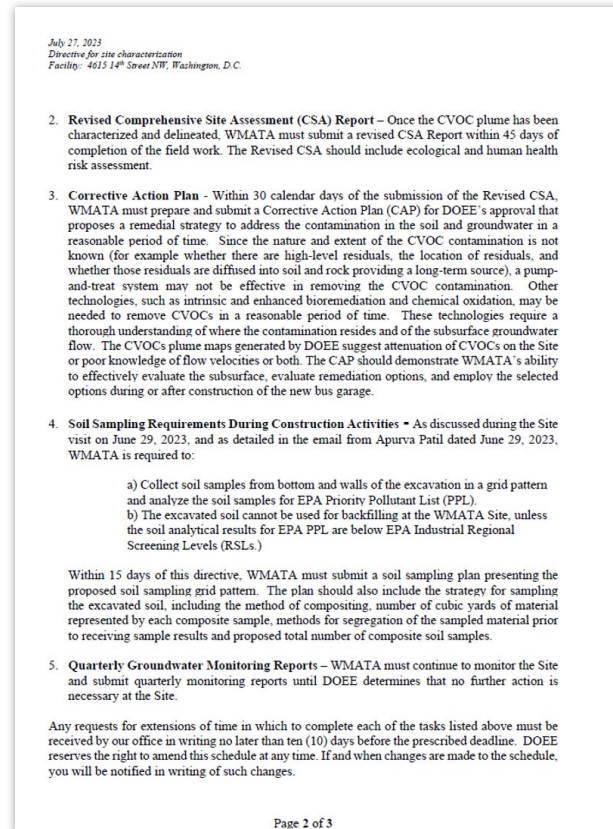 July 27, 2023
Directive for site characterization
Facility: 4615 14th Street NW, Washington, D.C.
2. Revised Comprehensive Site Assessment (CSA) Report – Once the CVOC plume has been
characterized and delineated, WMATA must submit a revised CSA Report within 45 days of
completion of the field work. The Revised CSA should include ecological and human health
risk assessment.
3. Corrective Action Plan - Within 30 calendar days of the submission of the Revised CSA,
WMATA must prepare and submit a Corrective Action Plan (CAP) for DOEE's approval that
proposes a remedial strategy to address the contamination in the soil and groundwater in a
reasonable period of time. Since the nature and extent of the CVOC contamination is not
known (for example whether there are high-level residuals, the location of residuals, and
whether those residuals are diffused into soil and rock providing a long-term source), a pump-
and-treat system may not be effective in removing the CVOC contamination. Other
technologies, such as intrinsic and enhanced bioremediation and chemical oxidation, may be
needed to remove CVOCs in a reasonable period of time. These technologies require a
thorough understanding of where the contamination resides and of the subsurface groundwater
flow. The CVOCs plume maps generated by DOEE suggest attenuation of CVOCs on the Site
or poor knowledge of flow velocities or both. The CAP should demonstrate WMATA's ability
to effectively evaluate the subsurface, evaluate remediation options, and employ the selected
options during or after construction of the new bus garage.
4. Soil Sampling Requirements During Construction Activities - As discussed during the Site
visit on June 29, 2023, and as detailed in the email from Apurva Patil dated June 29, 2023,
WMATA is required to:
a) Collect soil samples from bottom and walls of the excavation in a grid pattern
and analyze the soil samples for EPA Priority Pollutant List (PPL).
b) The excavated soil cannot be used for backfilling at the WMATA Site, unless
the soil analytical results for EPA PPL are below EPA Industrial Regional
Screening Levels (RSLs.)
Within 15 days of this directive, WMATA must submit a soil sampling plan presenting the
proposed soil sampling grid pattern. The plan should also include the strategy for sampling
the excavated soil, including the method of compositing, number of cubic yards of material
represented by each composite sample, methods for segregation of the sampled material prior
to receiving sample results and proposed total number of composite soil samples.
5. Quarterly Groundwater Monitoring Reports – WMATA must continue to monitor the Site
and submit quarterly monitoring reports until DOEE determines that no further action is
necessary at the Site.
Any requests for extensions of time in which to complete each of the tasks listed above must be
received by our office in writing no later than ten (10) days before the prescribed deadline. DOEE
reserves the right to amend this schedule at any time. If and when changes are made to the schedule,
you will be notified in writing of such changes.
Page 2 of 3